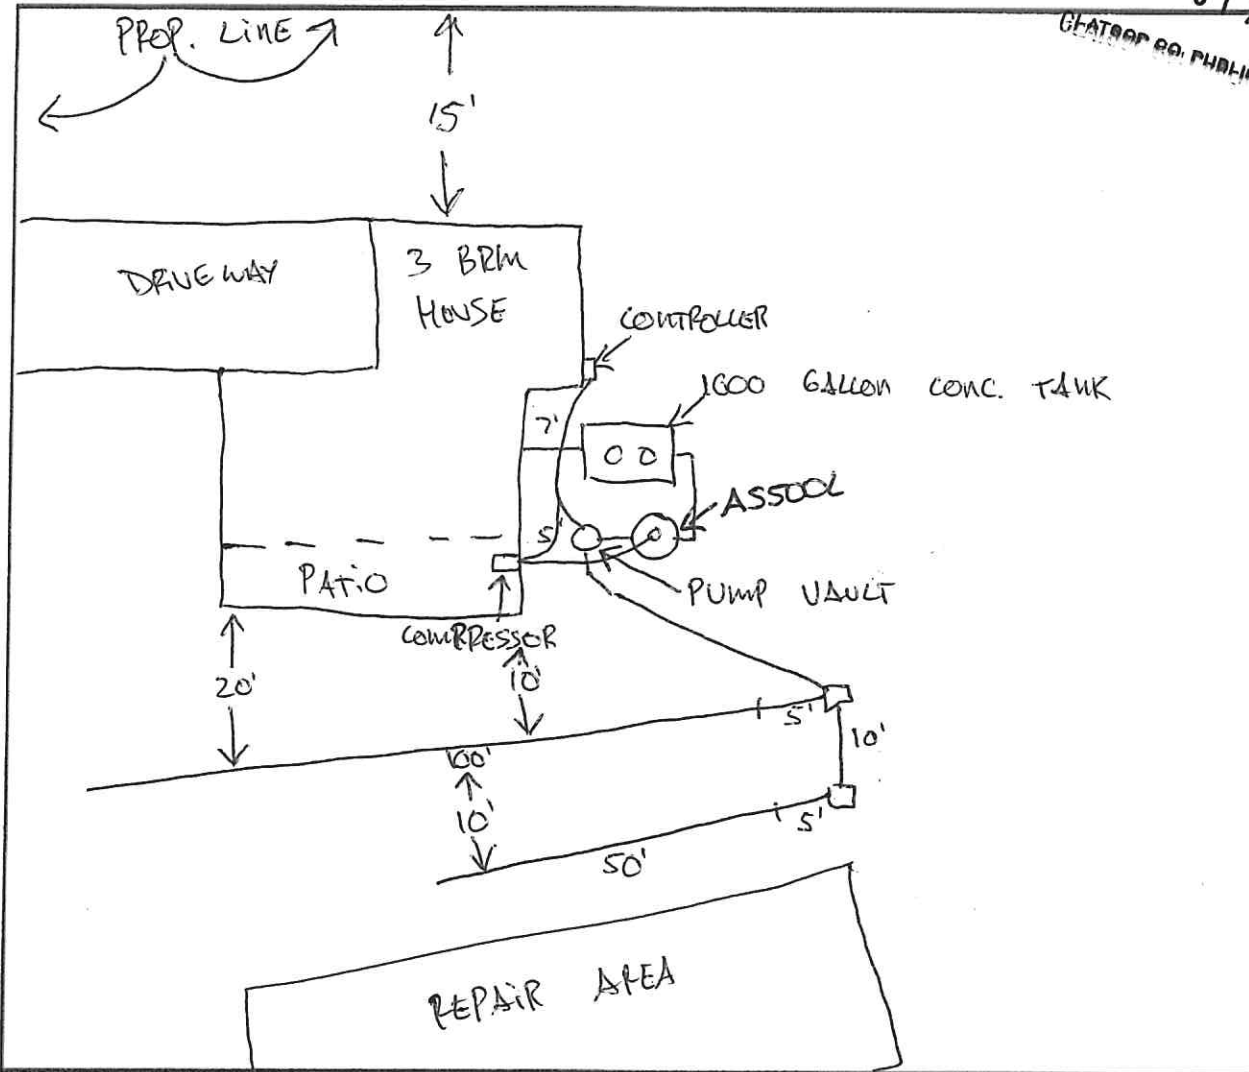 PROP. LINE
15'
DRIVEWAY
3 BRM
HOUSE
CONTROLLER
1000 GALLON CONC. TANK
7'
AS500L
5'
PATIO
PUMP VAULT
COMPRESSOR
20'
10'
5'
10'
100'
10'
5'
50'
REPAIR AREA